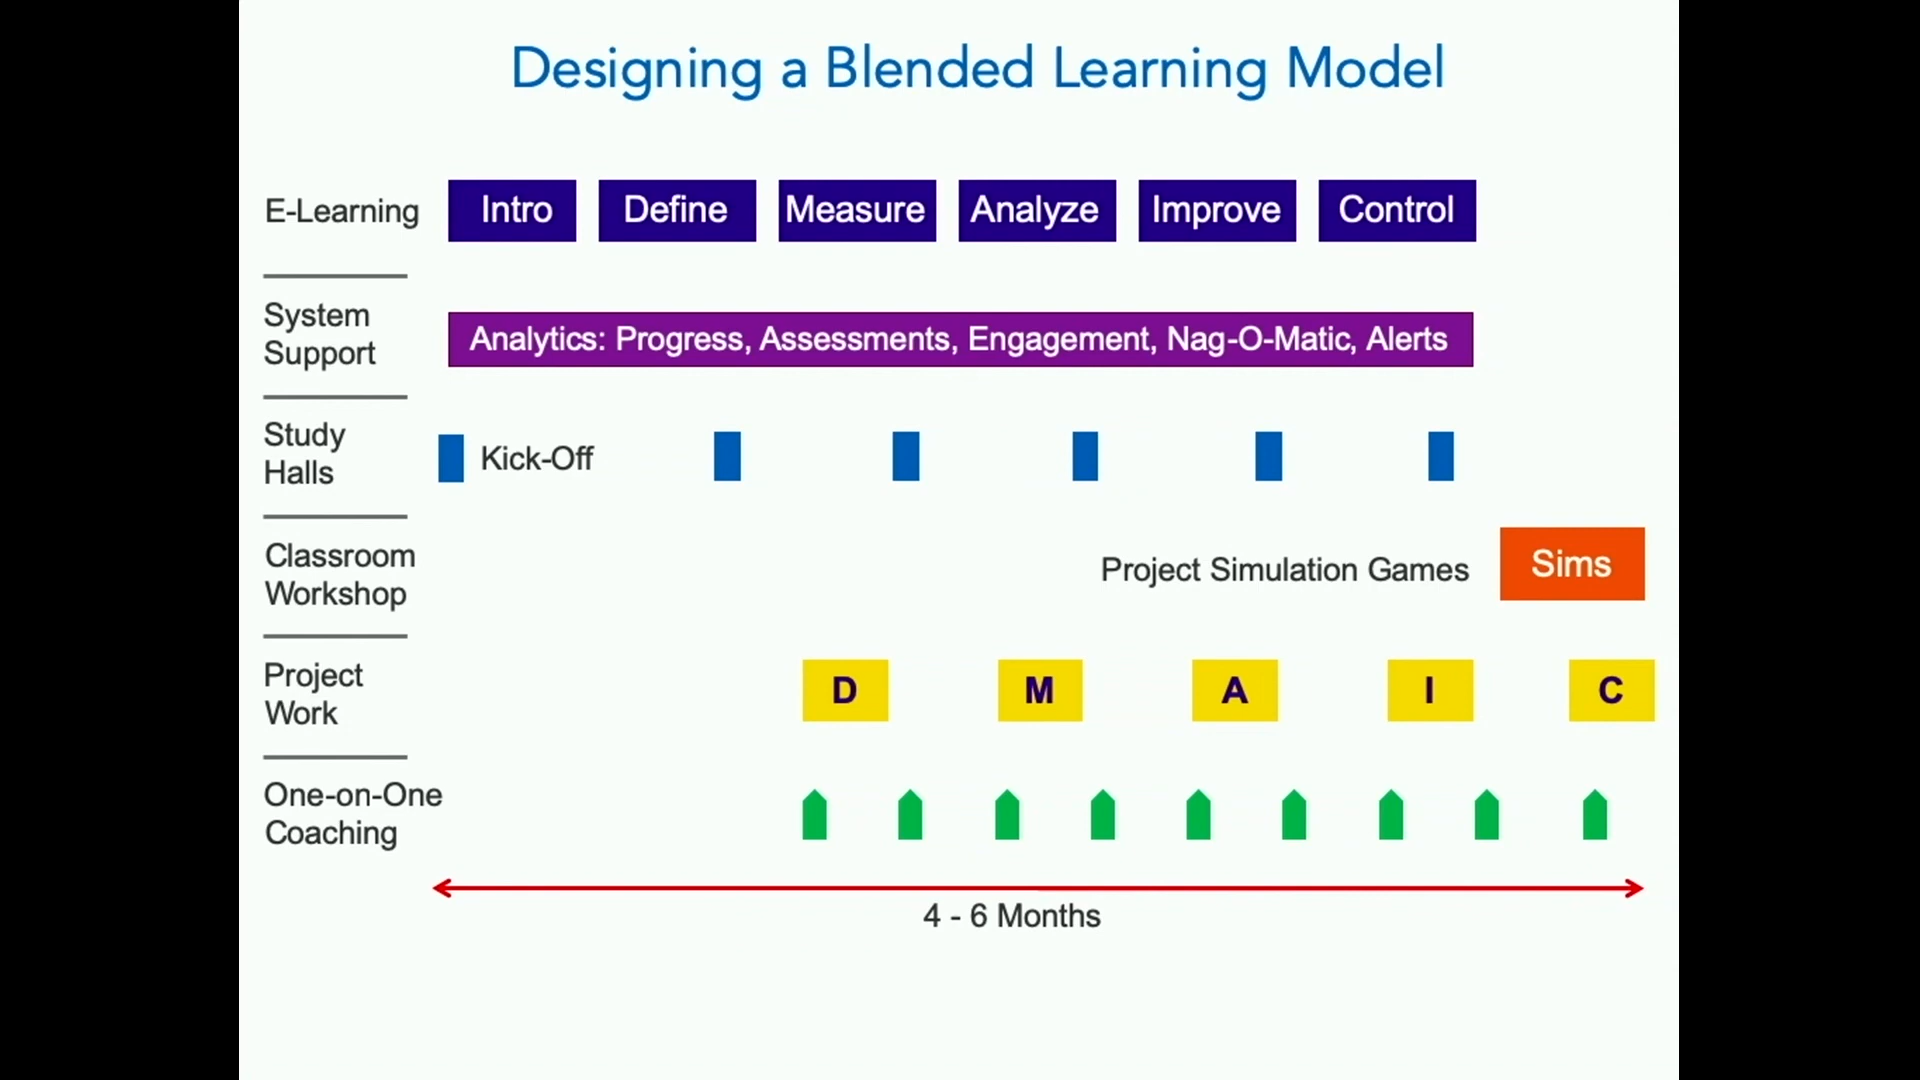 Designing a Blended Learning Model
E-Learning
Intro
Define
Measure
Analyze
Improve
Control
System
Support
Analytics: Progress, Assessments, Engagement, Nag-O-Matic, Alerts
Study
Halls
Kick-Off
Classroom
Workshop
Project Simulation Games
Sims
Project
Work
D
M
A
I
C
One-on-One
Coaching
4 - 6 Months